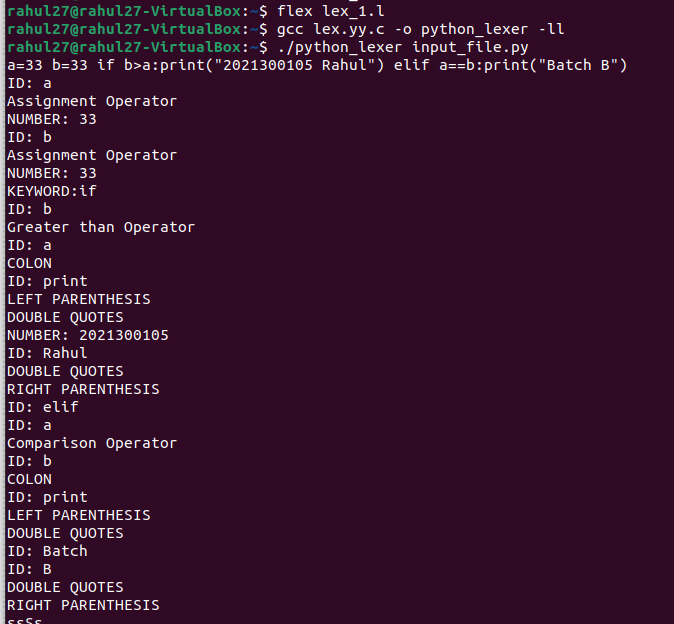 rahul27@rahul27-VirtualBox:~$ flex lex_1.l
rahul27@rahul27-VirtualBox:~$ gcc lex.yy.c -o python_lexer -ll
rahul27@rahul27-VirtualBox:~$ ./python_lexer input_file.py
a=33 b=33 if b>a:print("2021300105 Rahul") elif a==b:print("Batch B")
ID: a
Assignment Operator
NUMBER: 33
ID: b
Assignment Operator
NUMBER: 33
KEYWORD:if
ID: b
Greater than Operator
ID: a
COLON
ID: print
LEFT PARENTHESIS
DOUBLE QUOTES
NUMBER: 2021300105
ID: Rahul
DOUBLE QUOTES
RIGHT PARENTHESIS
ID: elif
ID: a
Comparison Operator
ID: b
COLON
ID: print
LEFT PARENTHESIS
DOUBLE QUOTES
ID: Batch
ID: B
DOUBLE QUOTES
RIGHT PARENTHESIS